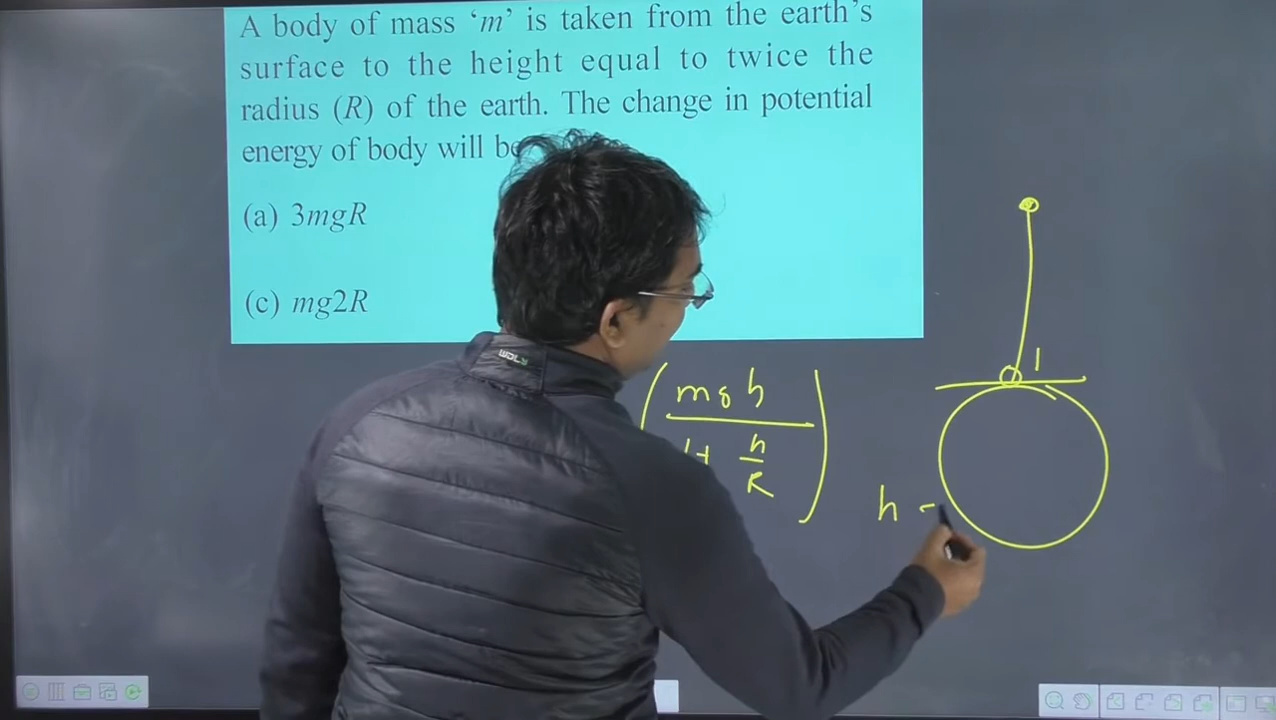 A body of mass ‘m’ is taken from the earth’s
surface to the height equal to twice the
radius (R) of the earth. The change in potential
energy of body will be
(a) 3mgR
(c) mg2R
1
( mgh / 1+ h/R )
h =